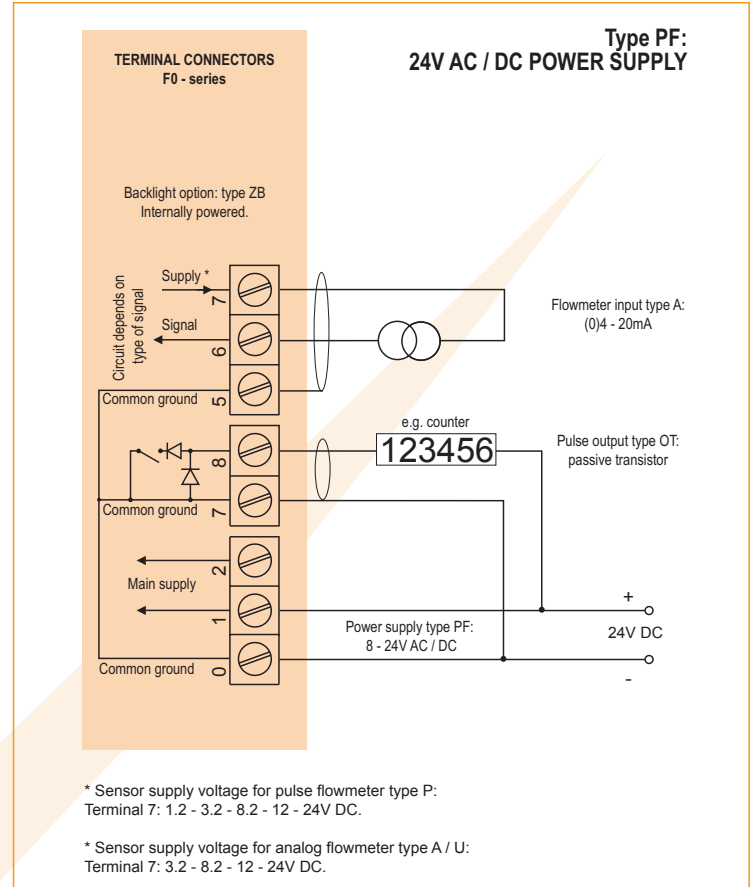 Type PF:
24V AC / DC POWER SUPPLY
TERMINAL CONNECTORS
F0 - series
Backlight option: type ZB
Internally powered.
Circuit depends on
type of signal
Supply *
7
Signal
6
Common ground
5
Flowmeter input type A:
(0)4 - 20mA
e.g. counter
123456
8
Pulse output type OT:
passive transistor
Common ground
7
2
Main supply
1
Power supply type PF:
8 - 24V AC / DC
+
24V DC
-
Common ground
0
* Sensor supply voltage for pulse flowmeter type P:
Terminal 7: 1.2 - 3.2 - 8.2 - 12 - 24V DC.
* Sensor supply voltage for analog flowmeter type A / U:
Terminal 7: 3.2 - 8.2 - 12 - 24V DC.